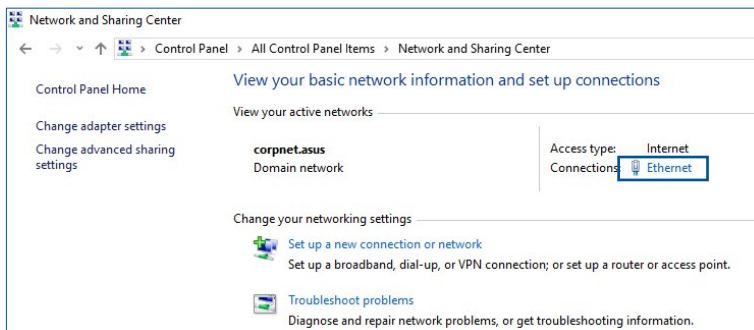 Network and Sharing Center
Control Panel > All Control Panel Items > Network and Sharing Center
Control Panel Home
Change adapter settings
Change advanced sharing
settings
View your basic network information and set up connections
View your active networks
corpnet.asus
Domain network
Access type: Internet
Connections: Ethernet
Change your networking settings
Set up a new connection or network
Set up a broadband, dial-up, or VPN connection; or set up a router or access point.
Troubleshoot problems
Diagnose and repair network problems, or get troubleshooting information.